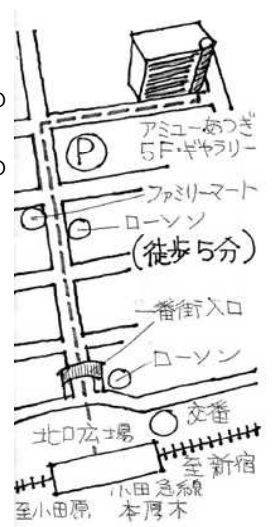 アミューあつぎ
5F・ギャラリー
P
ファミリーマート
ローソン
(徒歩5分)
一番街入口
ローソン
交番
北口広場
至新宿
小田急線
至小田原 本厚木